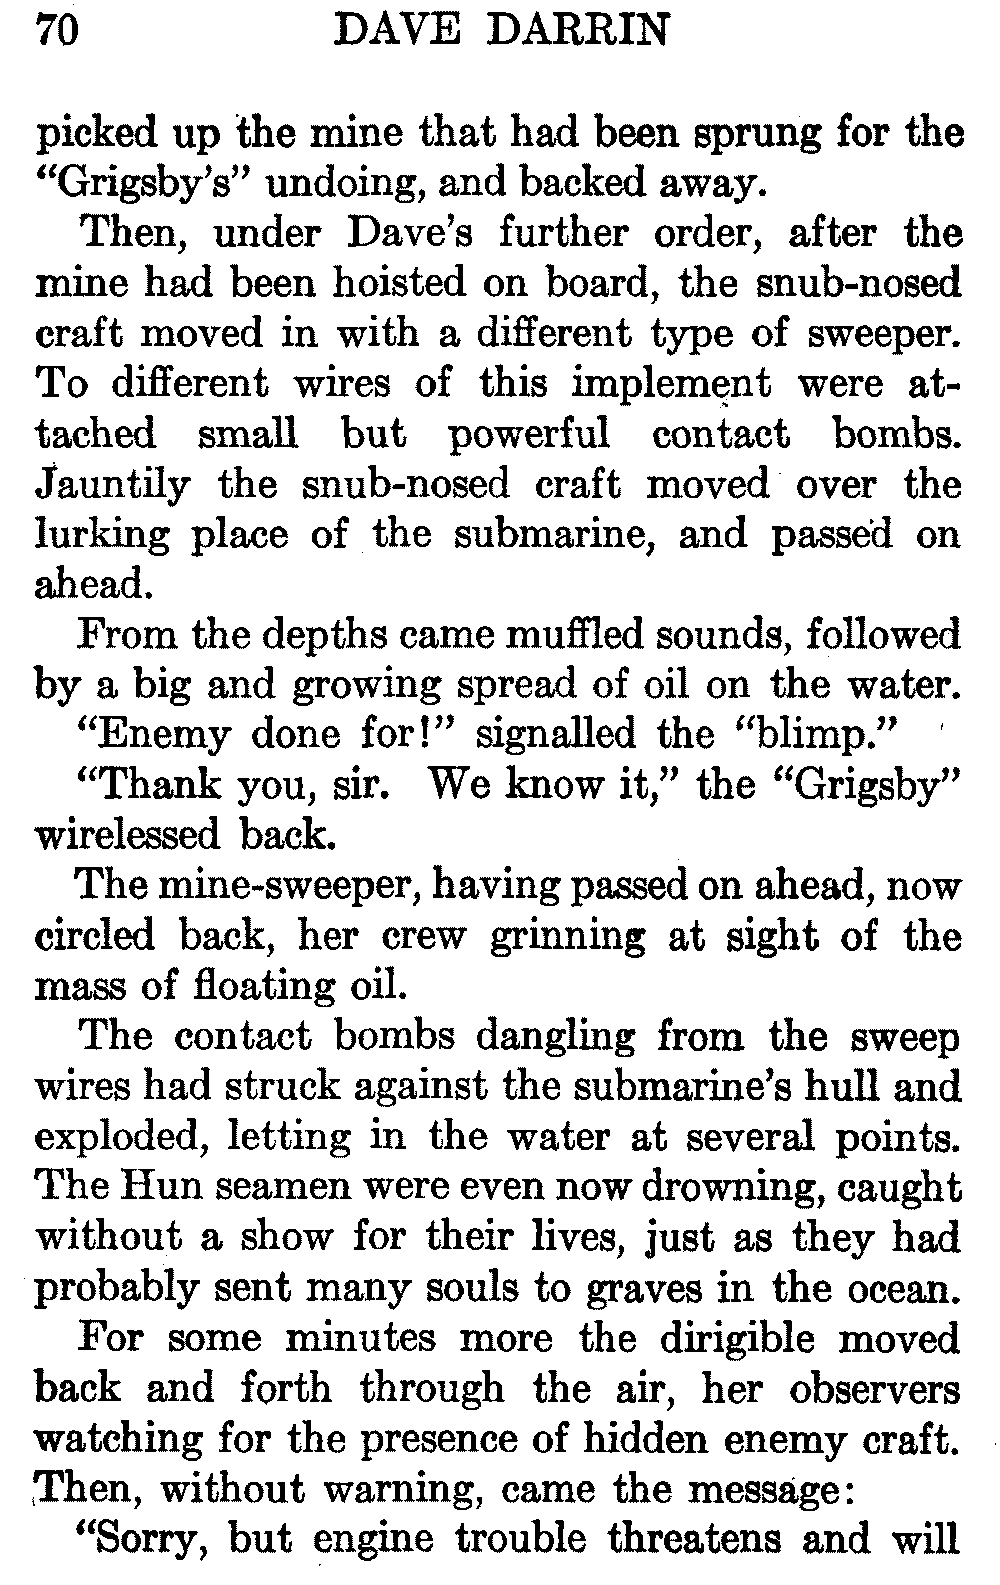 70 DAVE DARRIN
picked up the mine that had been sprung for the
“Grigsby’s” undoing, and backed away.
Then, under Dave’s further order, after the
mine had been hoisted on board, the snub-nosed
craft moved in with a different type of sweeper.
To different wires of this implement were at-
tached small but powerful contact bombs.
Jauntily the snub-nosed craft moved over the
lurking place of the submarine, and passed on
ahead.
From the depths came muffled sounds, followed
by a big and growing spread of oil on the water.
“Enemy done for!” signalled the “blimp.”
“Thank you, sir. We know it,” the “Grigsby”
wirelessed back.
The mine-sweeper, having passed on ahead, now
circled back, her crew grinning at sight of the
mass of floating oil.
The contact bombs dangling from the sweep
wires had struck against the submarine’s hull and
exploded, letting in the water at several points.
The Hun seamen were even now drowning, caught
without a show for their lives, just as they had
probably sent many souls to graves in the ocean.
For some minutes more the dirigible moved
back and forth through the air, her observers
watching for the presence of hidden enemy craft.
Then, without warning, came the message:
“Sorry, but engine trouble threatens and will